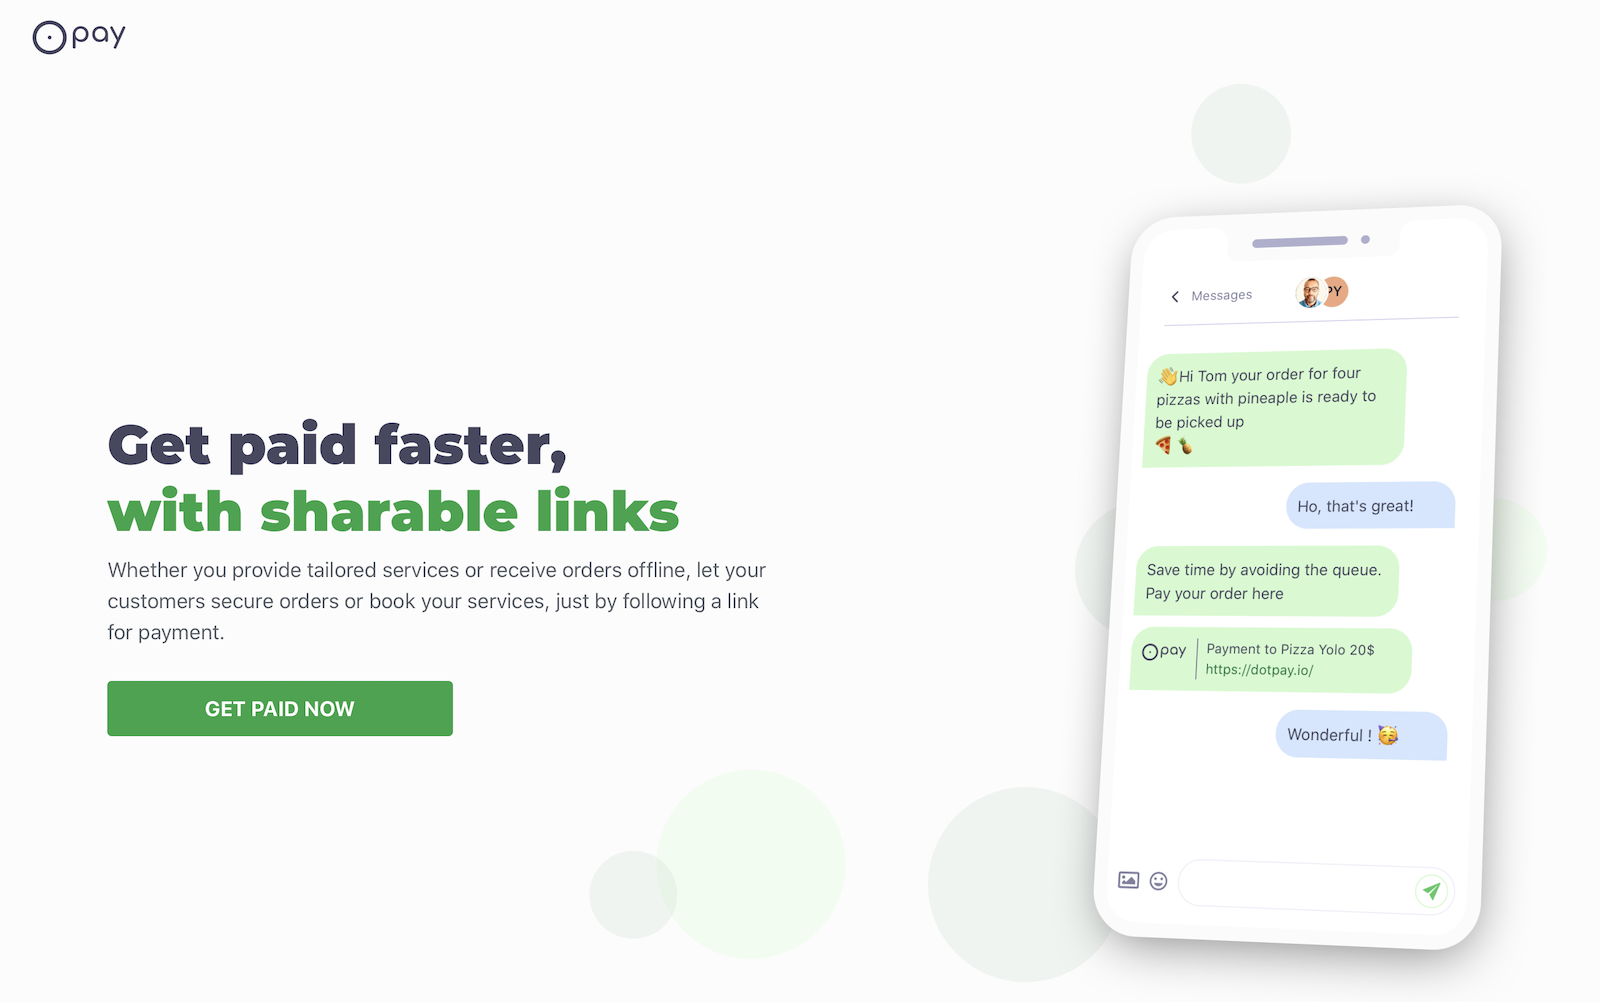 pay
Get paid faster,
with sharable links
Whether you provide tailored services or receive orders offline, let your
customers secure orders or book your services, just by following a link
for payment.
GET PAID NOW
Messages
PY
👋Hi Tom your order for four
pizzas with pineaple is ready to
be picked up
🍕🍍
Ho, that's great!
Save time by avoiding the queue.
Pay your order here
pay
Payment to Pizza Yolo 20$
https://dotpay.io/
Wonderful ! 🥳